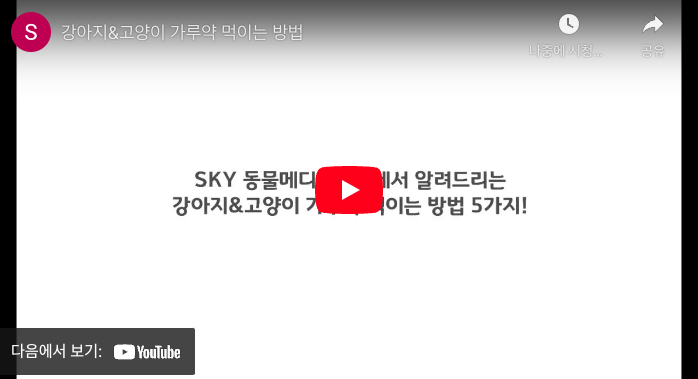 S 강아지&고양이 가루약 먹이는 방법
나중에 시청...
공유
SKY 동물메디 에서 알려드리는
강아지&고양이 가 이는 방법 5가지!
다음에서 보기: YouTube